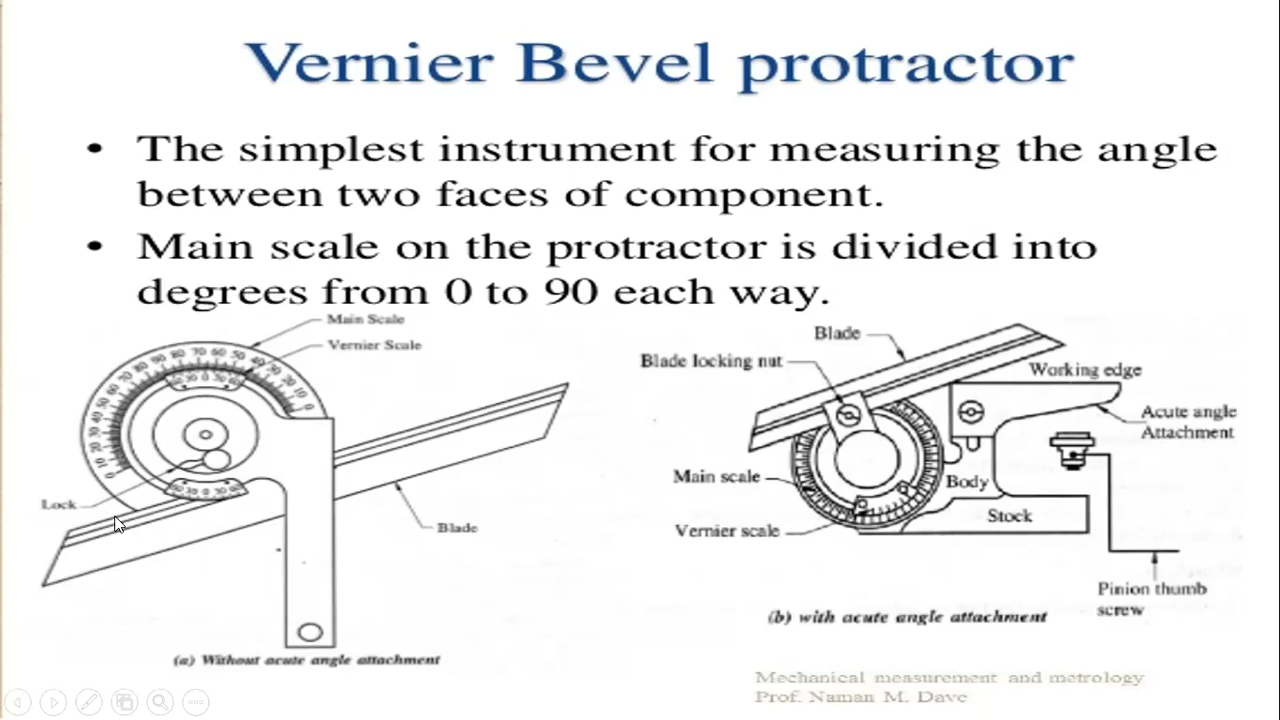 Vernier Bevel protractor
• The simplest instrument for measuring the angle
between two faces of component.
• Main scale on the protractor is divided into
degrees from 0 to 90 each way.
Main Scale
Vernier Scale
Lock
Blade
(a) Without acute angle attachment
Blade
Blade locking nut
Working edge
Acute angle
Attachment
Main scale
Body
Stock
Vernier scale
Pinion thumb
screw
(b) with acute angle attachment
Mechanical measurement and metrology
Prof. Naman M. Dave